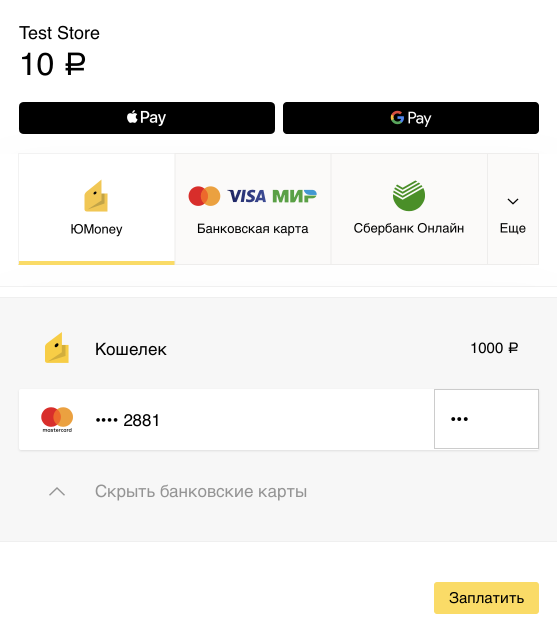 Test Store
10 ₽
Pay
G Pay
VISA МИР
ЮMoney
Банковская карта
Сбербанк Онлайн
Еще
Кошелек
1000 ₽
mastercard
•••• 2881
•••
Скрыть банковские карты
Заплатить